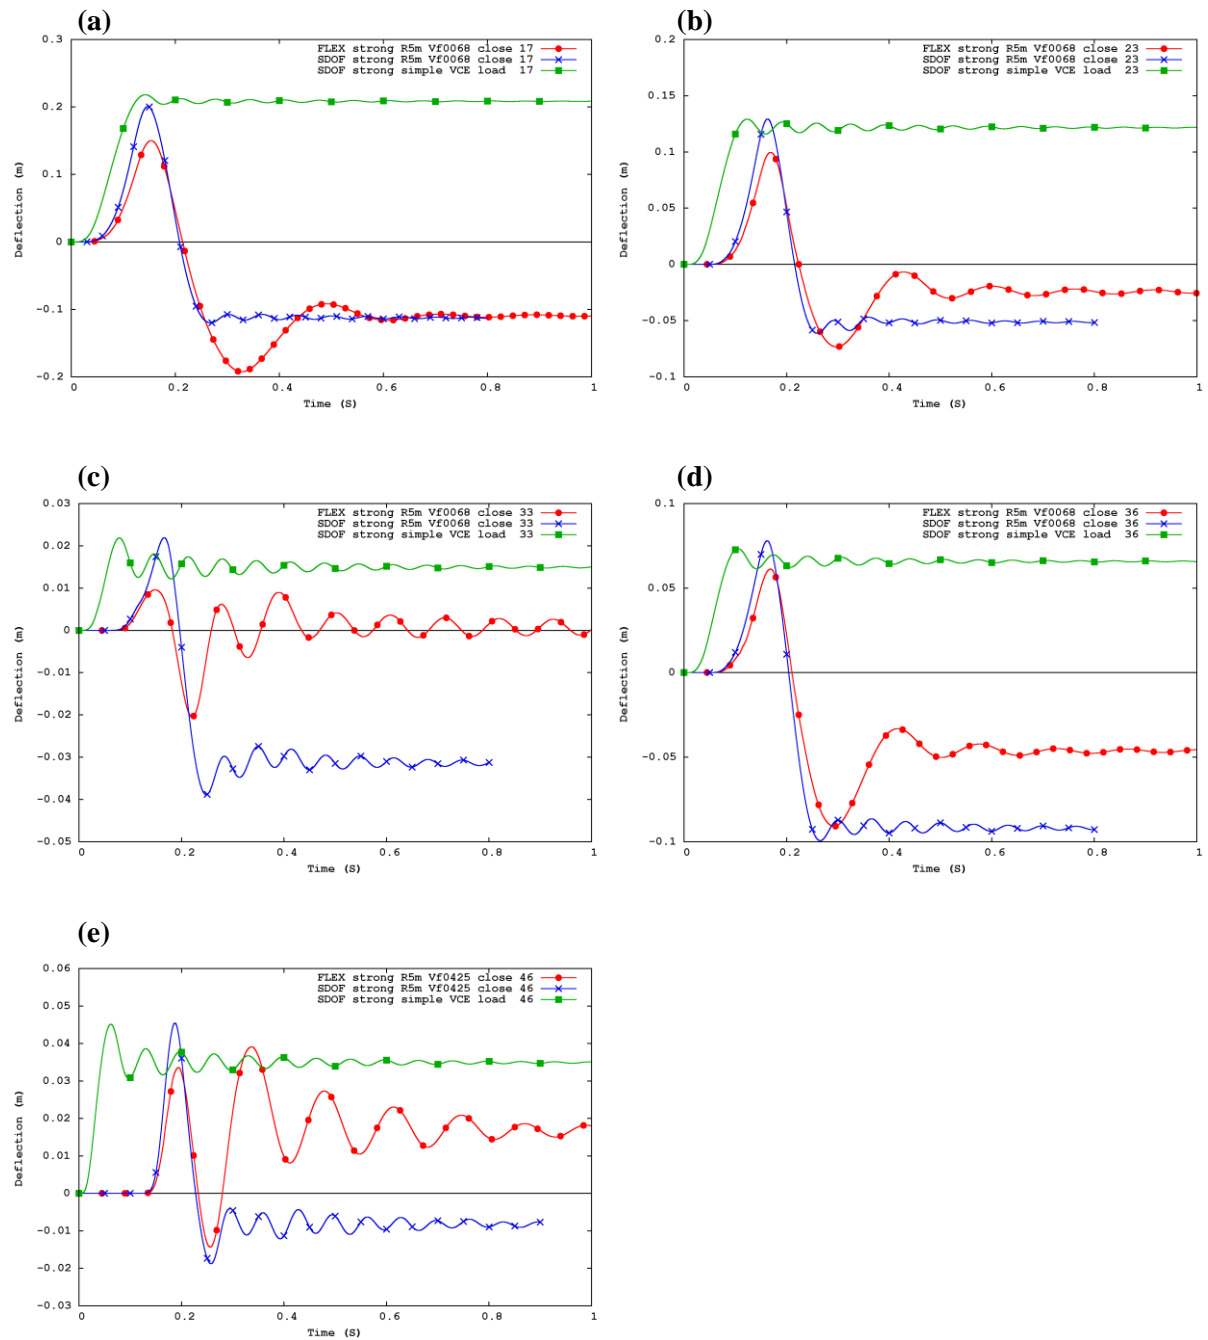 (a)
FLEX strong R5m Vf0068 close 17
SDOF strong R5m Vf0068 close 17
SDOF strong simple VCE load 17
0.3
0.2
0.1
0
-0.1
-0.2
Deflection (m)
0 0.2 0.4 0.6 0.8 1
Time (S)
(b)
FLEX strong R5m Vf0068 close 23
SDOF strong R5m Vf0068 close 23
SDOF strong simple VCE load 23
0.2
0.15
0.1
0.05
0
-0.05
-0.1
Deflection (m)
0 0.2 0.4 0.6 0.8 1
Time (S)
(c)
FLEX strong R5m Vf0068 close 33
SDOF strong R5m Vf0068 close 33
SDOF strong simple VCE load 33
0.03
0.02
0.01
0
-0.01
-0.02
-0.03
-0.04
-0.05
Deflection (m)
0 0.2 0.4 0.6 0.8 1
Time (S)
(d)
FLEX strong R5m Vf0068 close 36
SDOF strong R5m Vf0068 close 36
SDOF strong simple VCE load 36
0.1
0.05
0
-0.05
-0.1
Deflection (m)
0 0.2 0.4 0.6 0.8 1
Time (S)
(e)
FLEX strong R5m Vf0425 close 46
SDOF strong R5m Vf0425 close 46
SDOF strong simple VCE load 46
0.06
0.05
0.04
0.03
0.02
0.01
0
-0.01
-0.02
-0.03
Deflection (m)
0 0.2 0.4 0.6 0.8 1
Time (S)